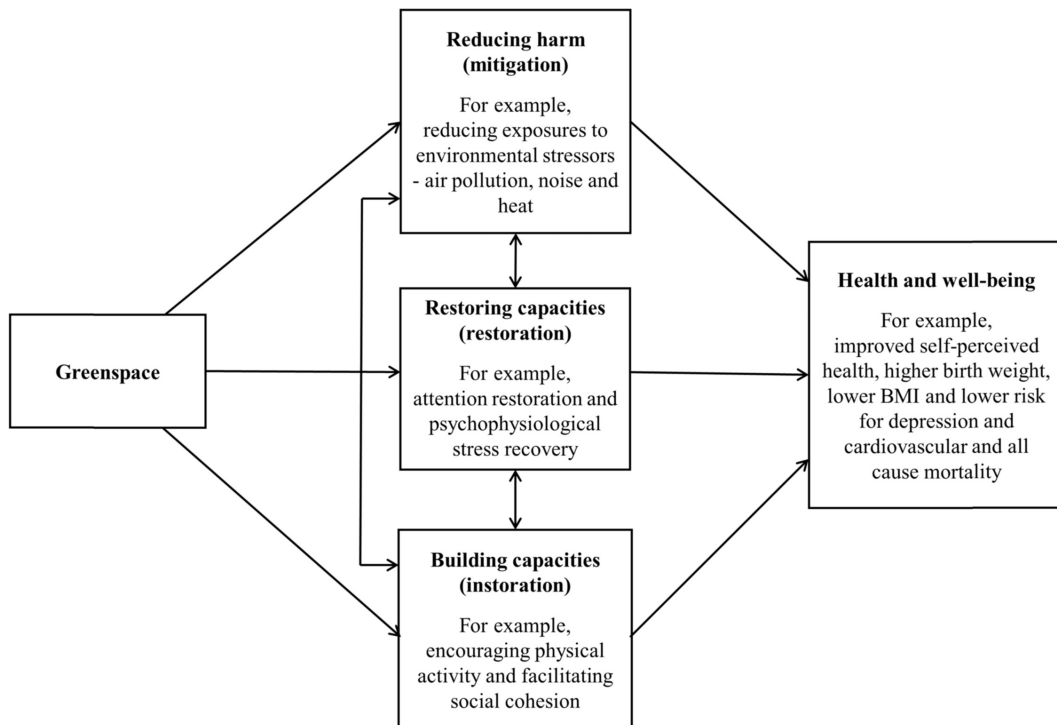 Reducing harm
(mitigation)
For example,
reducing exposures to
environmental stressors
- air pollution, noise and
heat
Greenspace
Restoring capacities
(restoration)
For example,
attention restoration and
psychophysiological
stress recovery
Building capacities
(instoration)
For example,
encouraging physical
activity and facilitating
social cohesion
Health and well-being
For example,
improved self-perceived
health, higher birth weight,
lower BMI and lower risk
for depression and
cardiovascular and all
cause mortality